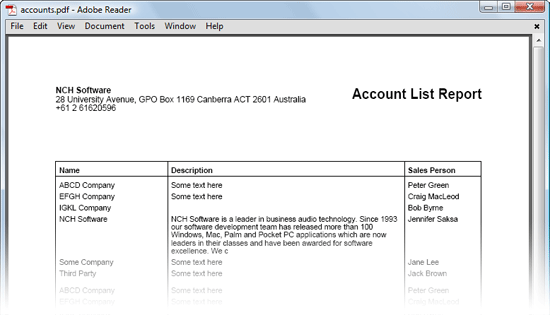 accounts.pdf - Adobe Reader
File Edit View Document Tools Window Help
NCH Software
28 University Avenue, GPO Box 1169 Canberra ACT 2601 Australia
+61 2 61620596
Account List Report
Name Description Sales Person
ABCD Company Some text here Peter Green
EFGH Company Some text here Craig MacLeod
IGKL Company Bob Byrne
NCH Software NCH Software is a leader in business audio technology. Since 1993 Jennifer Saksa
our software development team has released more than 100
Windows, Mac, Palm and Pocket PC applications which are now
leaders in their classes and have been awarded for software
excellence. We c
Some Company Some text here Jane Lee
Third Party Some text here Jack Brown
ABCD Company Some text here Peter Green
EFGH Company Some text here Craig MacLeod